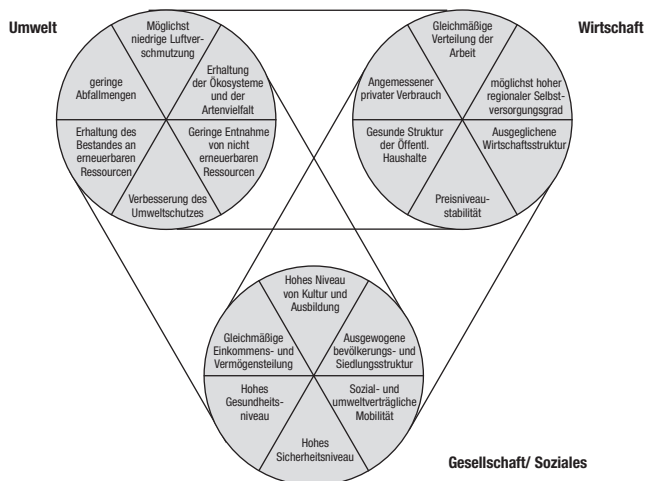 Umwelt
Möglichst
niedrige Luftver-
schmutzung
geringe
Abfallmengen
Erhaltung
der Ökosysteme
und der
Artenvielfalt
Erhaltung des
Bestandes an
erneuerbaren
Ressourcen
Geringe Entnahme
von nicht
erneuerbaren
Ressourcen
Verbesserung des
Umweltschutzes
Wirtschaft
Gleichmäßige
Verteilung der
Arbeit
Angemessener
privater Verbrauch
möglichst hoher
regionaler Selbst-
versorgungsgrad
Gesunde Struktur
der Öffentl.
Haushalte
Ausgeglichene
Wirtschaftsstruktur
Preisniveau-
stabilität
Hohes Niveau
von Kultur und
Ausbildung
Gleichmäßige
Einkommens- und
Vermögensteilung
Ausgewogene
bevölkerungs- und
Siedlungsstruktur
Hohes
Gesundheits-
niveau
Sozial- und
umweltverträgliche
Mobilität
Hohes
Sicherheitsniveau
Gesellschaft/ Soziales